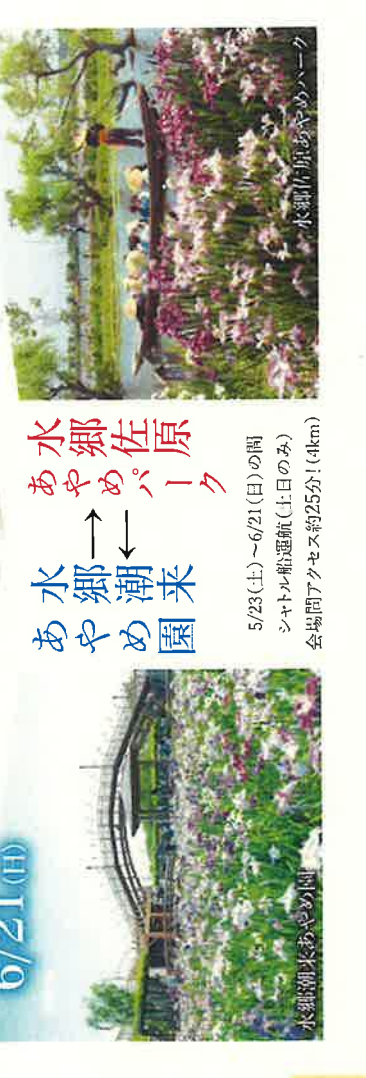 6/21(日)
水郷潮来あやめ園
水郷潮来
あやめ園
→
←
水郷佐原
あやめパーク
5/23(土)～6/21(日)の間
シャトル船運航(土日のみ)
会場間アクセス約25分!(4km)
水郷佐原あやめパーク